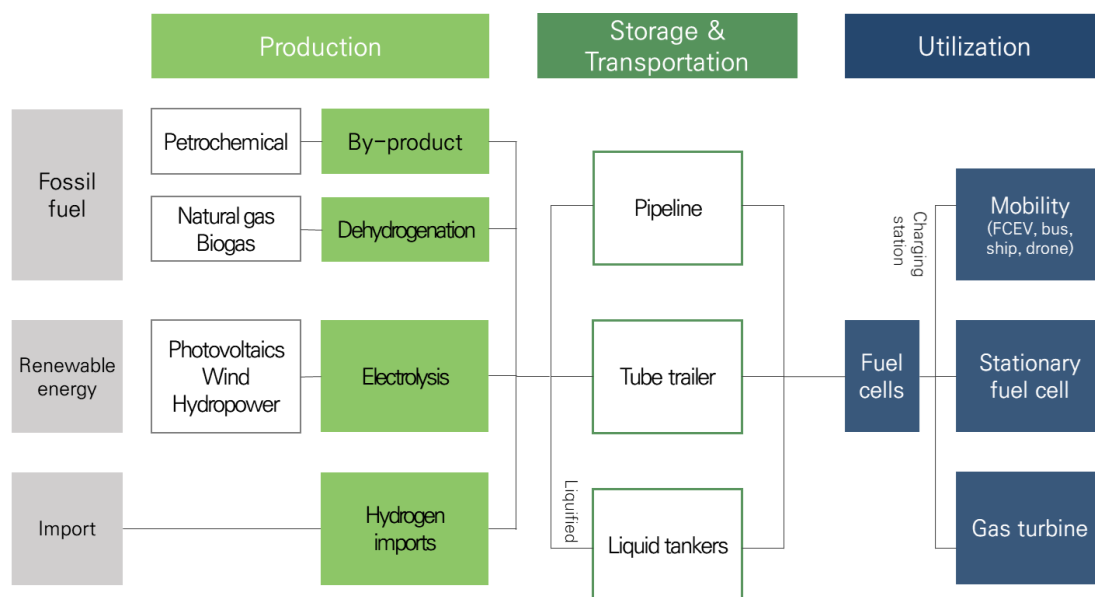 Production
Storage &
Transportation
Utilization
Fossil
fuel
Petrochemical
By-product
Natural gas
Biogas
Dehydrogenation
Renewable
energy
Photovoltaics
Wind
Hydropower
Electrolysis
Import
Hydrogen
imports
Pipeline
Tube trailer
Liquified
Liquid tankers
Fuel
cells
Charging
station
Mobility
(FCEV, bus,
ship, drone)
Stationary
fuel cell
Gas turbine